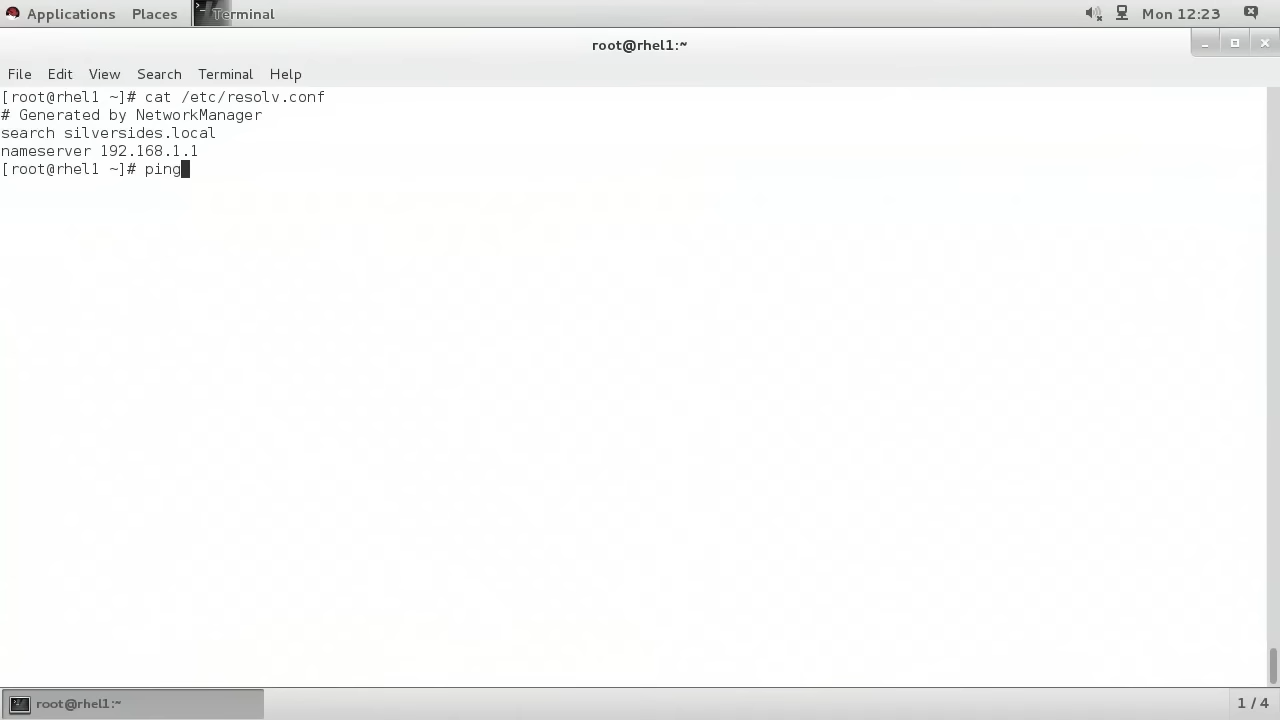 Applications Places Terminal Mon 12:23
root@rhel1:~
File Edit View Search Terminal Help
[root@rhel1 ~]# cat /etc/resolv.conf
# Generated by NetworkManager
search silversides.local
nameserver 192.168.1.1
[root@rhel1 ~]# ping
root@rhel1:~ 1 / 4